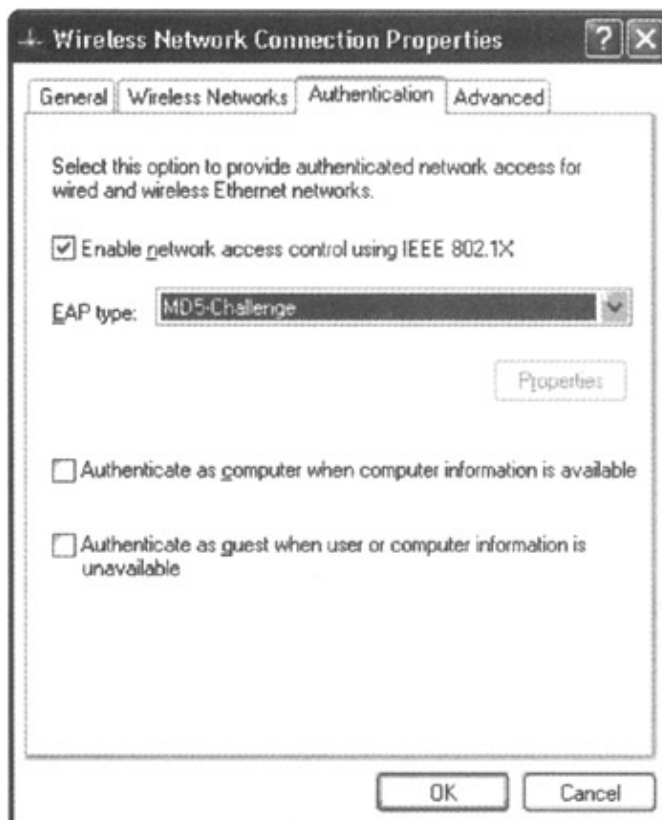 Wireless Network Connection Properties
General Wireless Networks Authentication Advanced
Select this option to provide authenticated network access for
wired and wireless Ethernet networks.
Enable network access control using IEEE 802.1X
EAP type: MD5-Challenge
Properties
Authenticate as computer when computer information is available
Authenticate as guest when user or computer information is
unavailable
OK Cancel